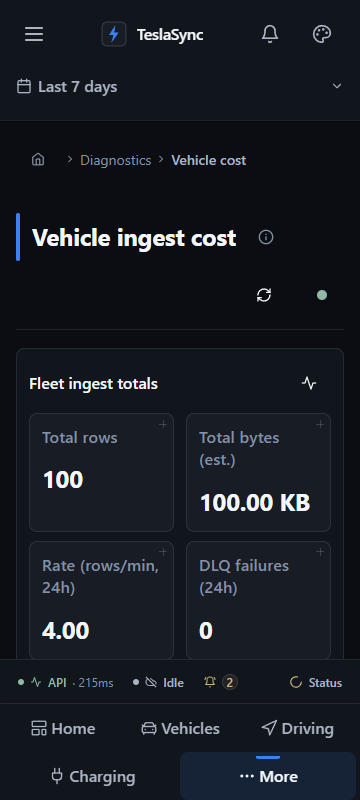 TeslaSync
Last 7 days
Diagnostics
Vehicle cost
Vehicle ingest cost
Fleet ingest totals
Total rows
100
Total bytes
(est.)
100.00 KB
Rate (rows/min,
24h)
4.00
DLQ failures
(24h)
0
API · 215ms
Idle
2
Status
Home
Vehicles
Driving
Charging
More